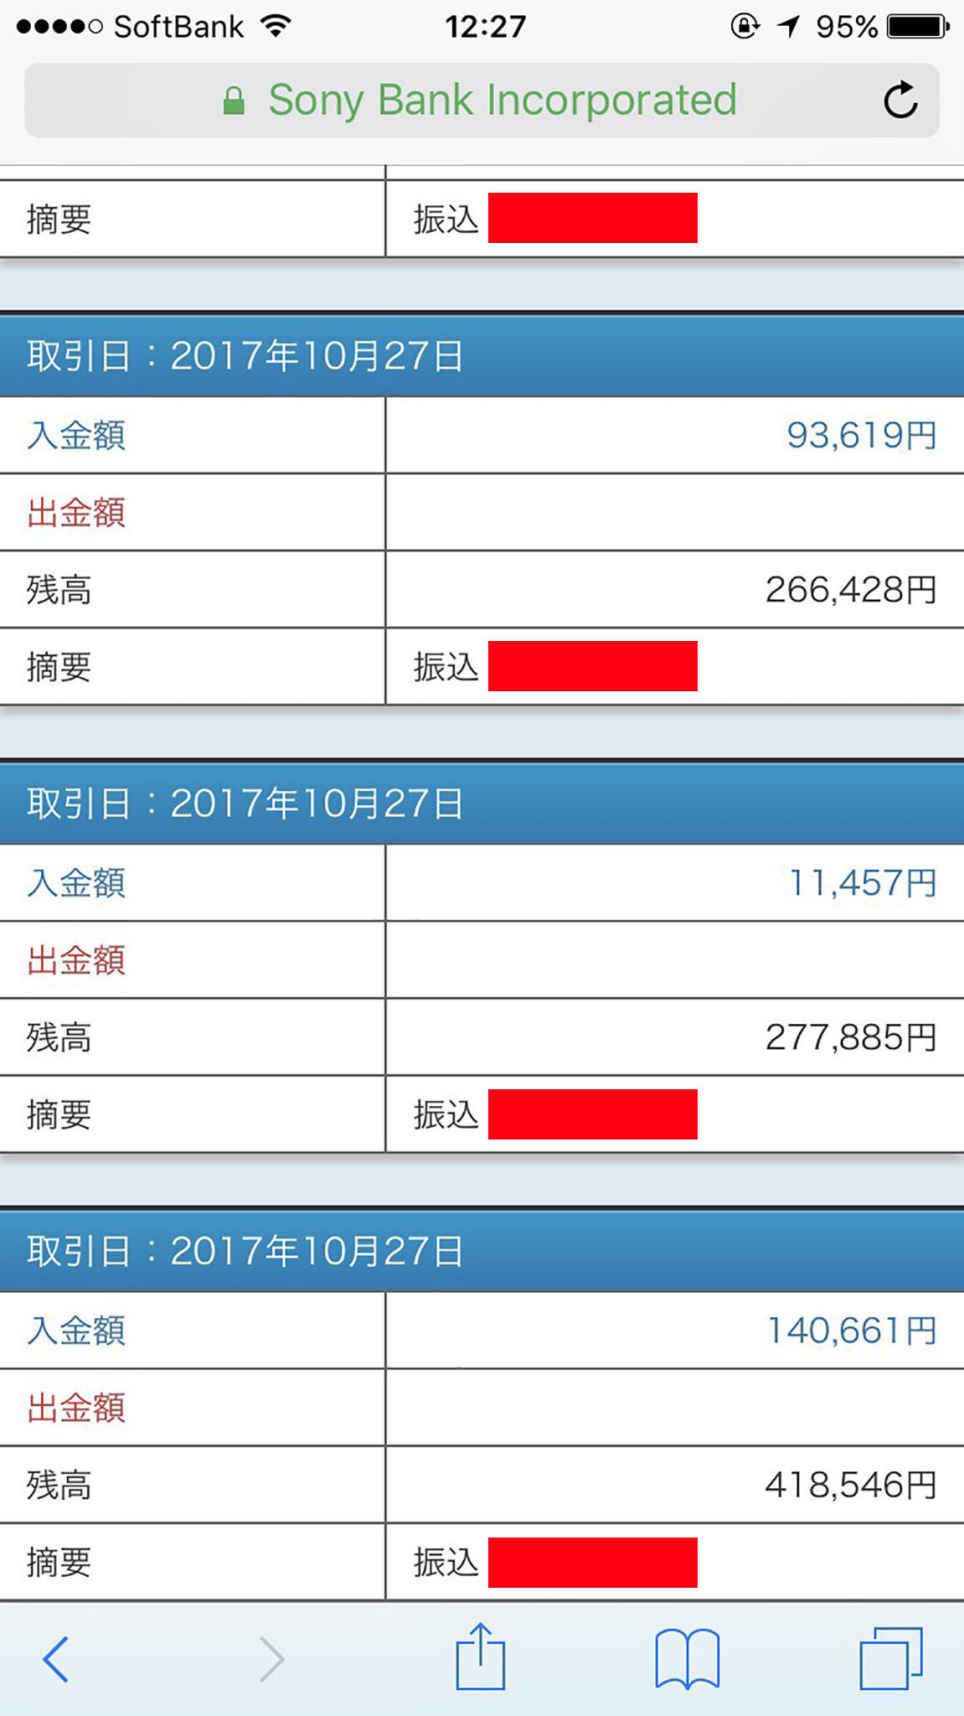 SoftBank 12:27 95%
Sony Bank Incorporated
摘要 振込
取引日：2017年10月27日
入金額 93,619円
出金額
残高 266,428円
摘要 振込
取引日：2017年10月27日
入金額 11,457円
出金額
残高 277,885円
摘要 振込
取引日：2017年10月27日
入金額 140,661円
出金額
残高 418,546円
摘要 振込